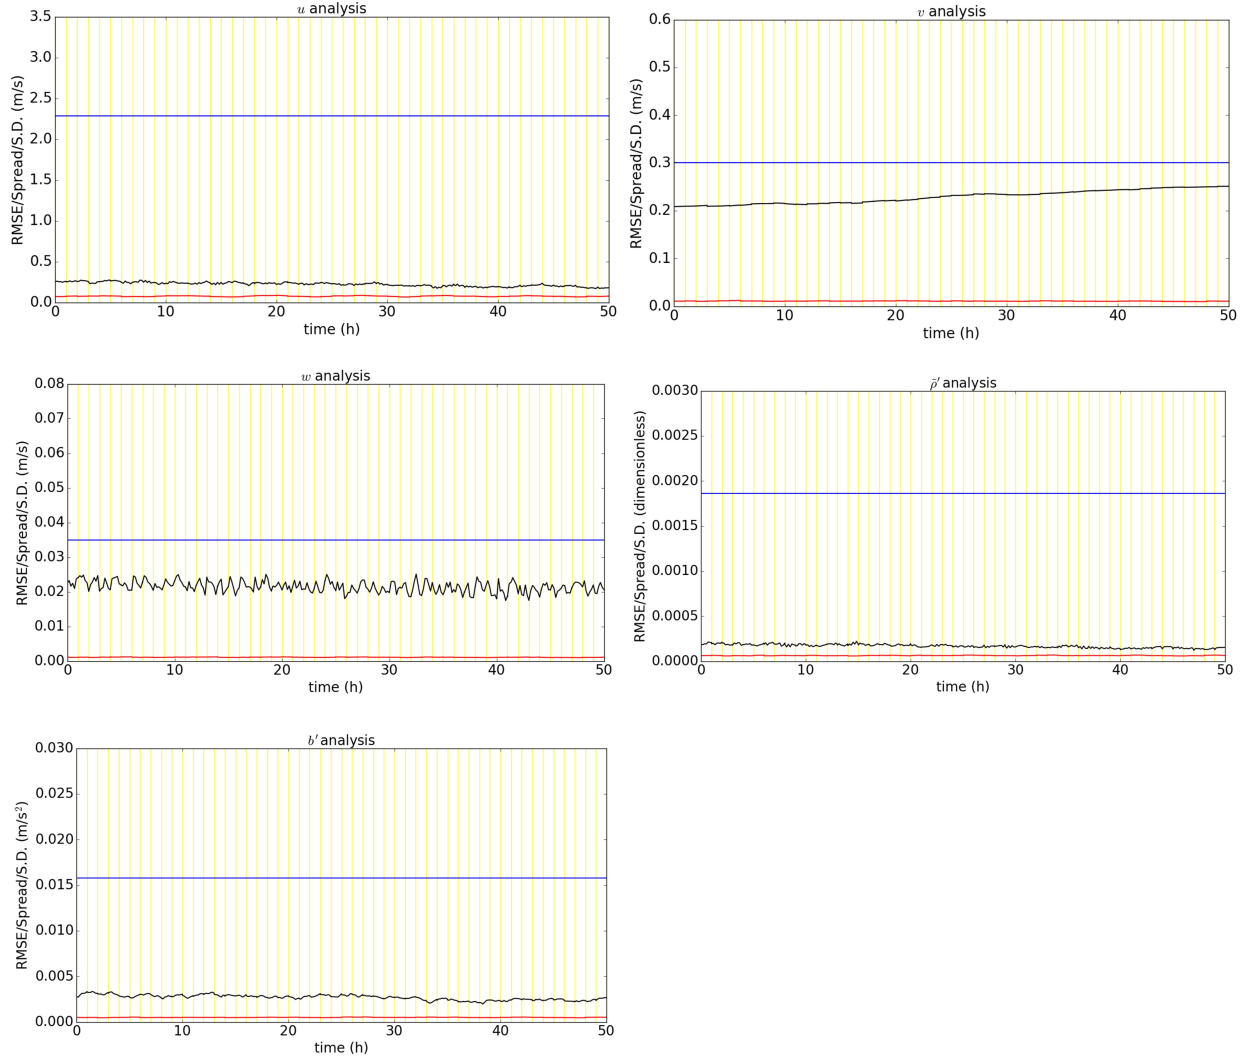 u analysis
3.5
3.0
2.5
2.0
1.5
1.0
0.5
0.0
RMSE/Spread/S.D. (m/s)
0 10 20 30 40 50
time (h)
v analysis
0.6
0.5
0.4
0.3
0.2
0.1
0.0
RMSE/Spread/S.D. (m/s)
0 10 20 30 40 50
time (h)
w analysis
0.08
0.07
0.06
0.05
0.04
0.03
0.02
0.01
0.00
RMSE/Spread/S.D. (m/s)
0 10 20 30 40 50
time (h)
ρ̃′ analysis
0.0030
0.0025
0.0020
0.0015
0.0010
0.0005
0.0000
RMSE/Spread/S.D. (dimensionless)
0 10 20 30 40 50
time (h)
b′ analysis
0.030
0.025
0.020
0.015
0.010
0.005
0.000
RMSE/Spread/S.D. (m/s²)
0 10 20 30 40 50
time (h)